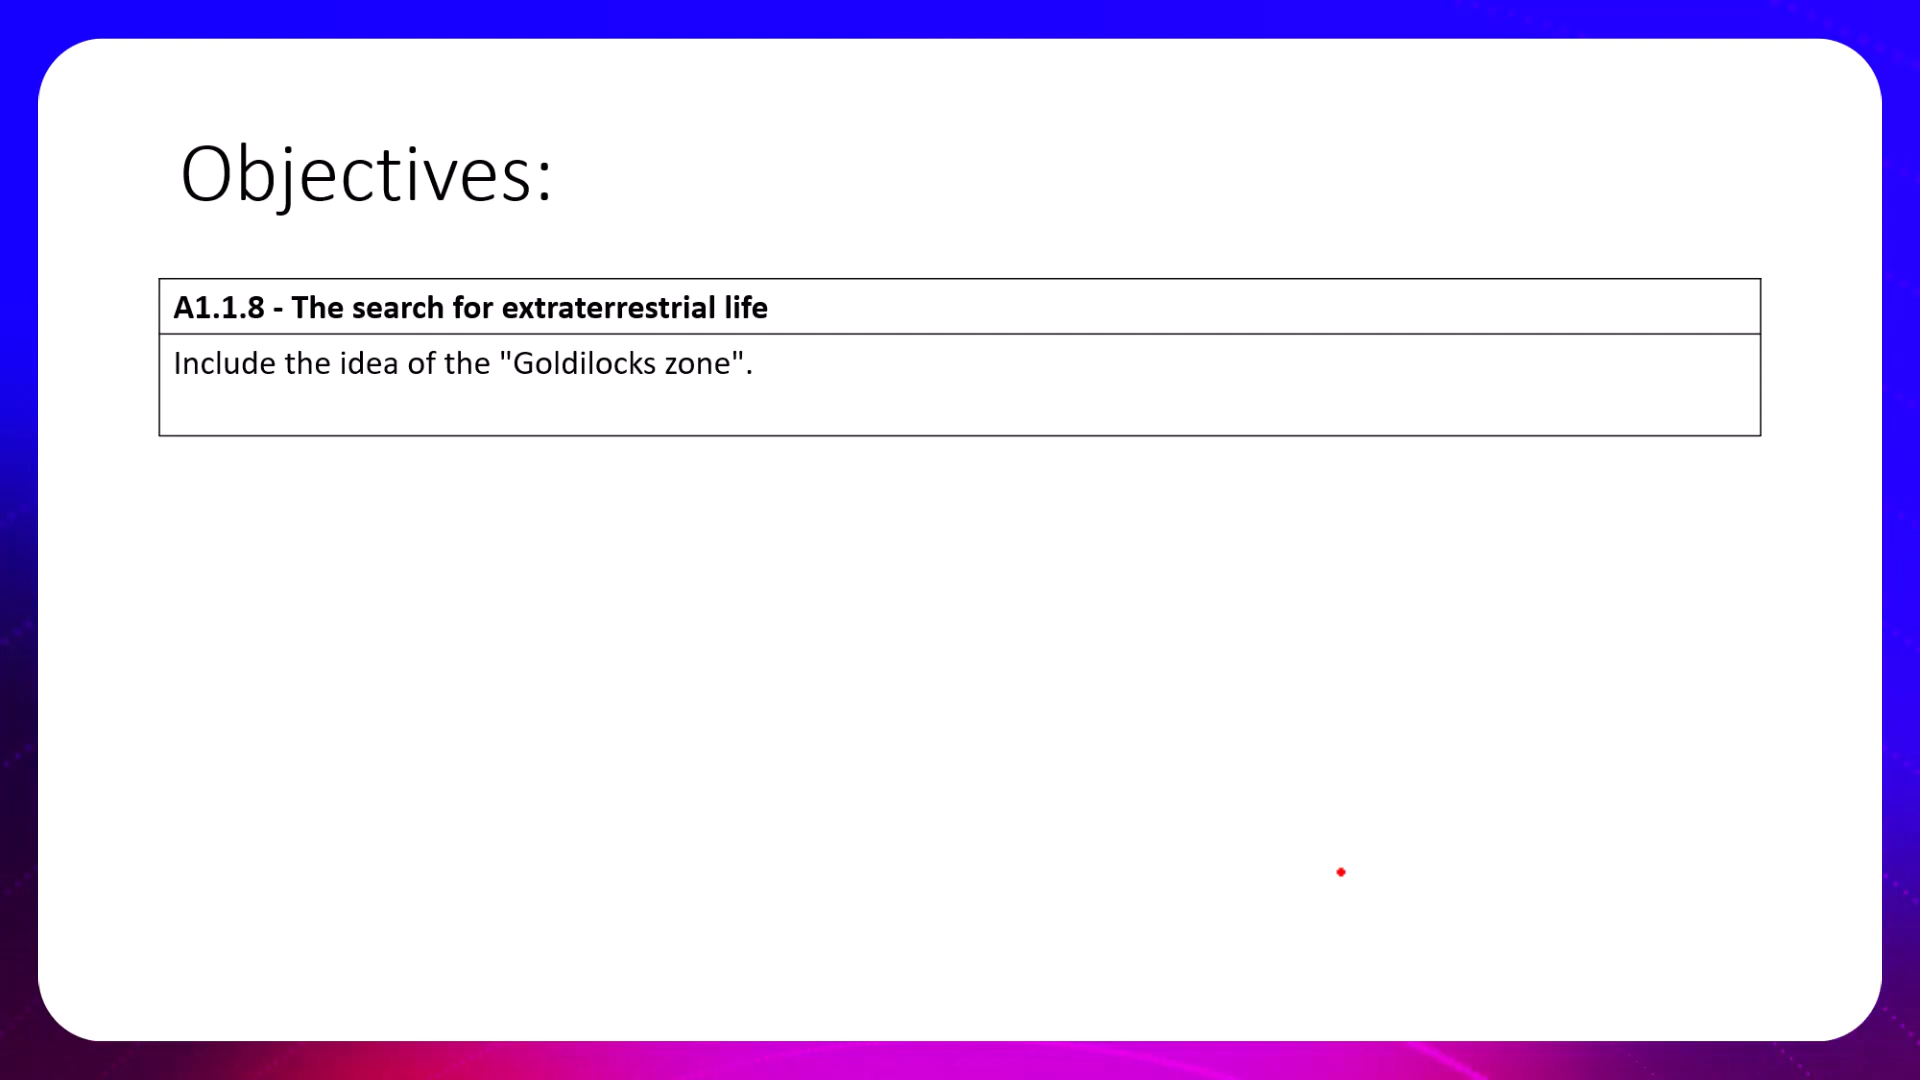 Objectives:
A1.1.8 - The search for extraterrestrial life
Include the idea of the "Goldilocks zone".